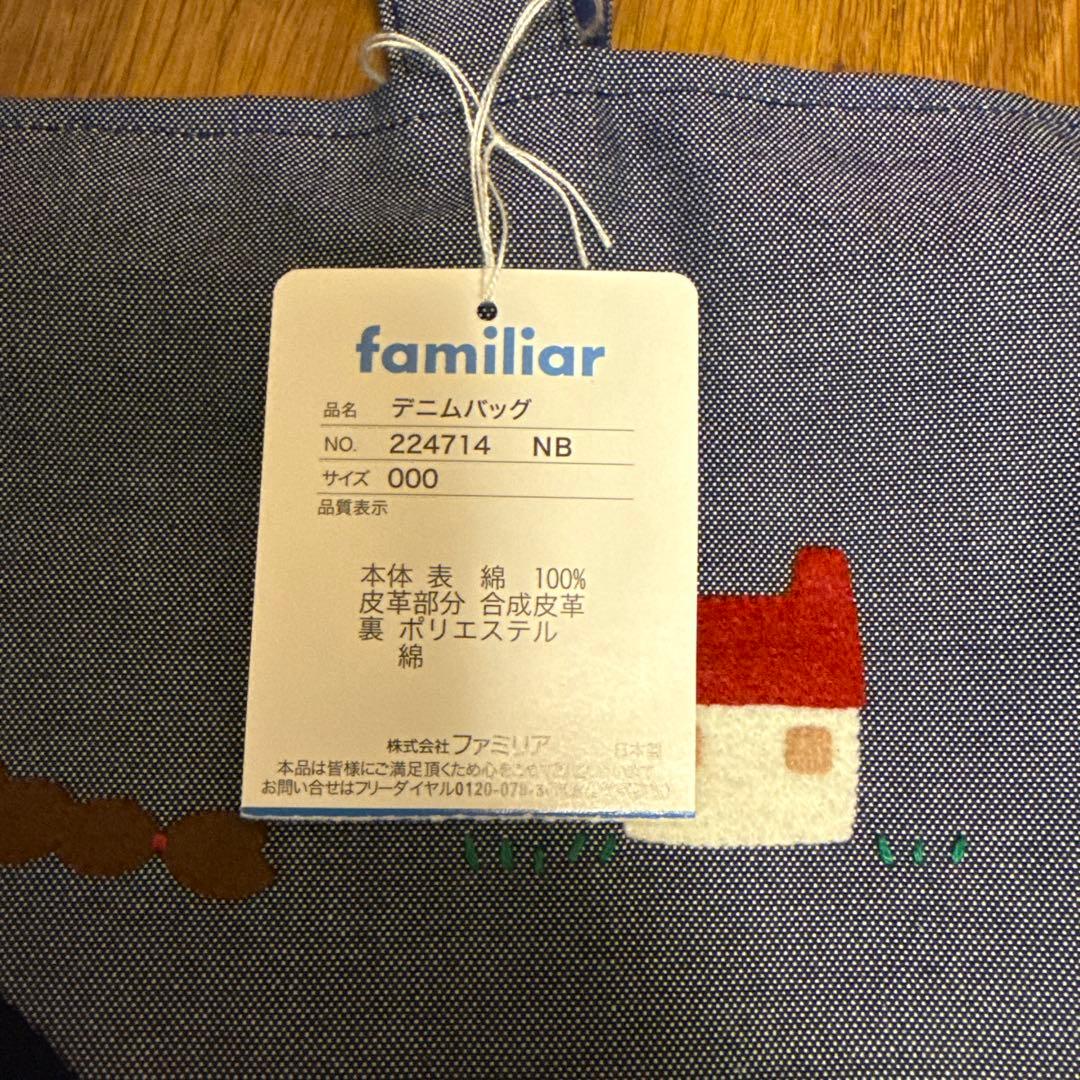 familiar
品名 デニムバッグ
NO. 224714 NB
サイズ 000
品質表示
本体 表 綿 100%
皮革部分 合成皮革
裏 ポリエステル
綿
株式会社 ファミリア 日本製
本品は皆様にご満足頂くため心を
お問い合せはフリーダイヤル0120-078-3